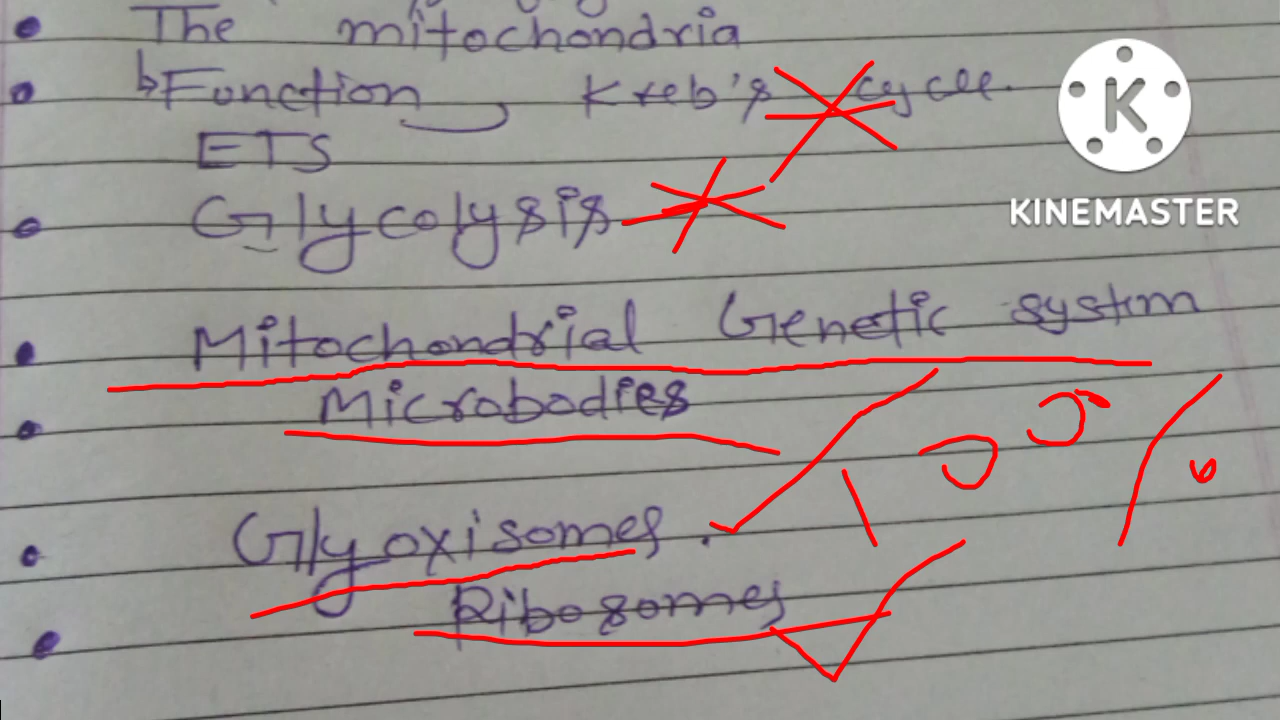 The mitochondria
Function Kreb's cycle.
ETS
Glycolysis
Mitochondrial Genetic system
Microbodies
100%
Glyoxisomes.
Ribosomes
KINEMASTER